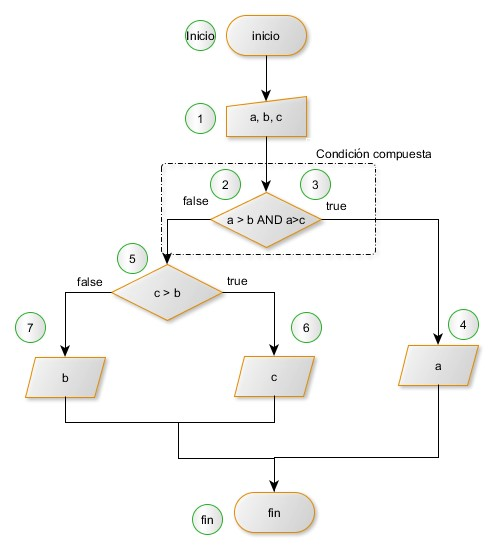 Inicio
inicio
1
a, b, c
Condición compuesta
2
3
false
a > b AND a>c
true
5
false
c > b
true
7
6
4
b
c
a
fin
fin